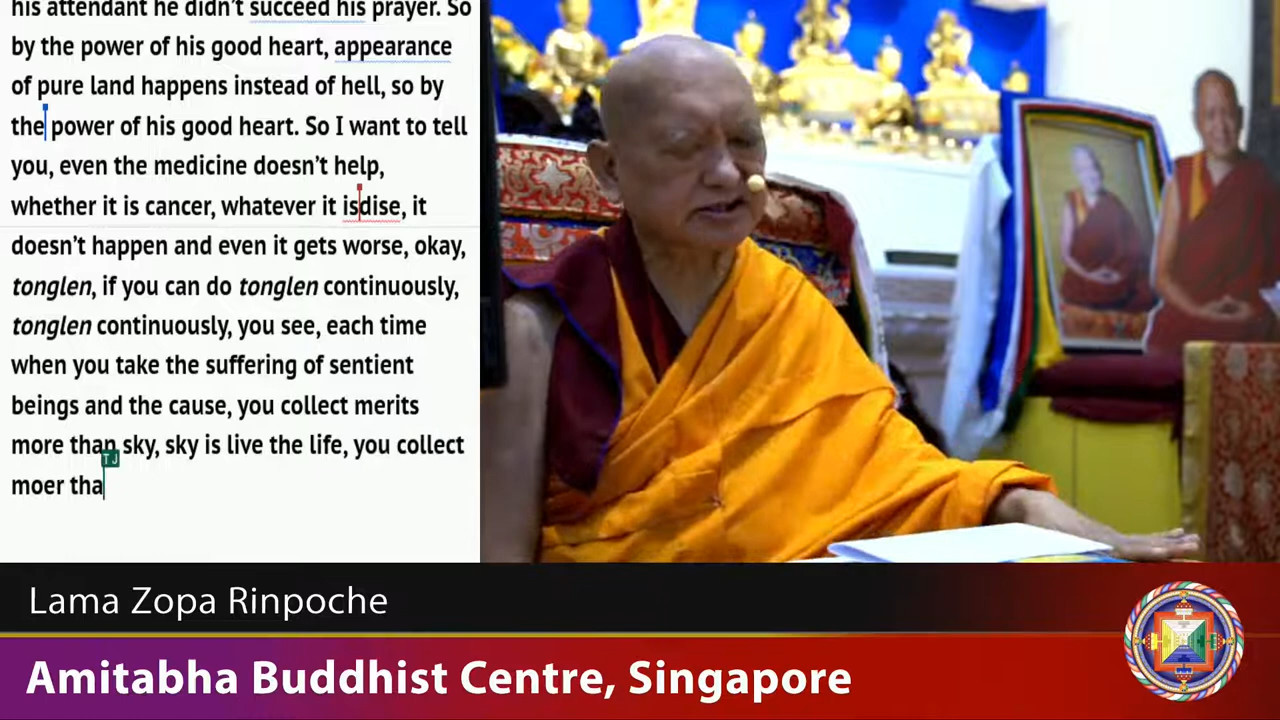 his attendant he didn't succeed his prayer. So
by the power of his good heart, appearance
of pure land happens instead of hell, so by
the power of his good heart. So I want to tell
you, even the medicine doesn't help,
whether it is cancer, whatever it isdise, it
doesn't happen and even it gets worse, okay,
tonglen, if you can do tonglen continuously,
tonglen continuously, you see, each time
when you take the suffering of sentient
beings and the cause, you collect merits
more than sky, sky is live the life, you collect
T J
moer tha
Lama Zopa Rinpoche
Amitabha Buddhist Centre, Singapore